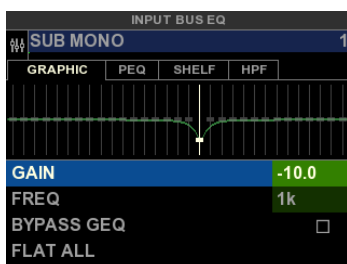 INPUT BUS EQ
SUB MONO 1
GRAPHIC PEQ SHELF HPF
GAIN -10.0
FREQ 1k
BYPASS GEQ
FLAT ALL